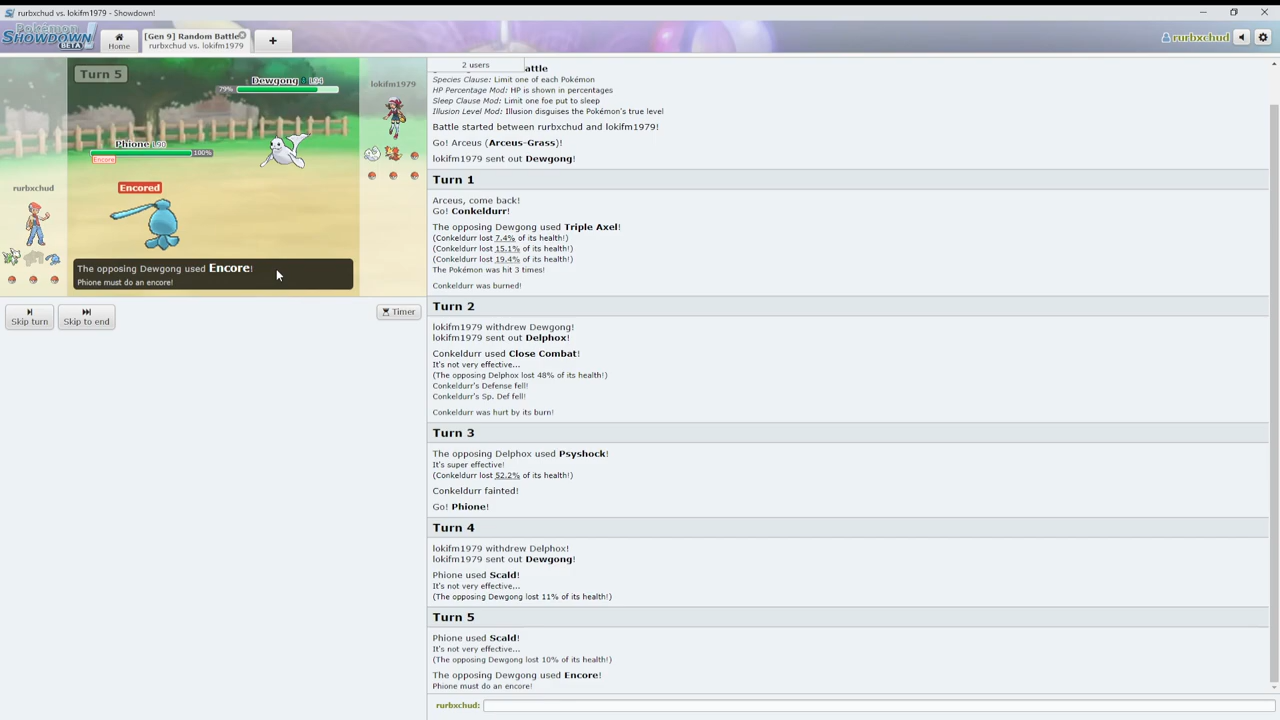 rurbxchud vs. lokifm1979 - Showdown!
Pokémon
SHOWDOWN!
BETA
Home
[Gen 9] Random Battle
rurbxchud vs. lokifm1979
+
rurbxchud
Turn 5
Dewgong L94
79%
lokifm1979
Phione L90
100%
Encore
Encored
rurbxchud
The opposing Dewgong used Encore!
Phione must do an encore!
Skip turn
Skip to end
Timer
2 users
attle
Species Clause: Limit one of each Pokémon
HP Percentage Mod: HP is shown in percentages
Sleep Clause Mod: Limit one foe put to sleep
Illusion Level Mod: Illusion disguises the Pokémon's true level
Battle started between rurbxchud and lokifm1979!
Go! Arceus (Arceus-Grass)!
lokifm1979 sent out Dewgong!
Turn 1
Arceus, come back!
Go! Conkeldurr!
The opposing Dewgong used Triple Axel!
(Conkeldurr lost 7.4% of its health!)
(Conkeldurr lost 15.1% of its health!)
(Conkeldurr lost 19.4% of its health!)
The Pokémon was hit 3 times!
Conkeldurr was burned!
Turn 2
lokifm1979 withdrew Dewgong!
lokifm1979 sent out Delphox!
Conkeldurr used Close Combat!
It's not very effective...
(The opposing Delphox lost 48% of its health!)
Conkeldurr's Defense fell!
Conkeldurr's Sp. Def fell!
Conkeldurr was hurt by its burn!
Turn 3
The opposing Delphox used Psyshock!
It's super effective!
(Conkeldurr lost 52.2% of its health!)
Conkeldurr fainted!
Go! Phione!
Turn 4
lokifm1979 withdrew Delphox!
lokifm1979 sent out Dewgong!
Phione used Scald!
It's not very effective...
(The opposing Dewgong lost 11% of its health!)
Turn 5
Phione used Scald!
It's not very effective...
(The opposing Dewgong lost 10% of its health!)
The opposing Dewgong used Encore!
Phione must do an encore!
rurbxchud: